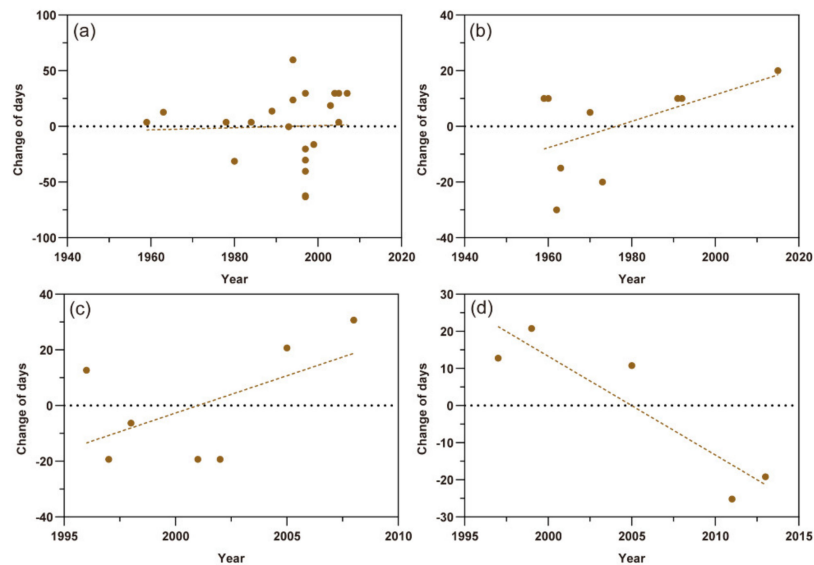 (a)
Change of days
100
50
0
-50
-100
1940 1960 1980 2000 2020
Year
(b)
Change of days
40
20
0
-20
-40
1940 1960 1980 2000 2020
Year
(c)
Change of days
40
20
0
-20
-40
1995 2000 2005 2010
Year
(d)
Change of days
30
20
10
0
-10
-20
-30
1995 2000 2005 2010 2015
Year